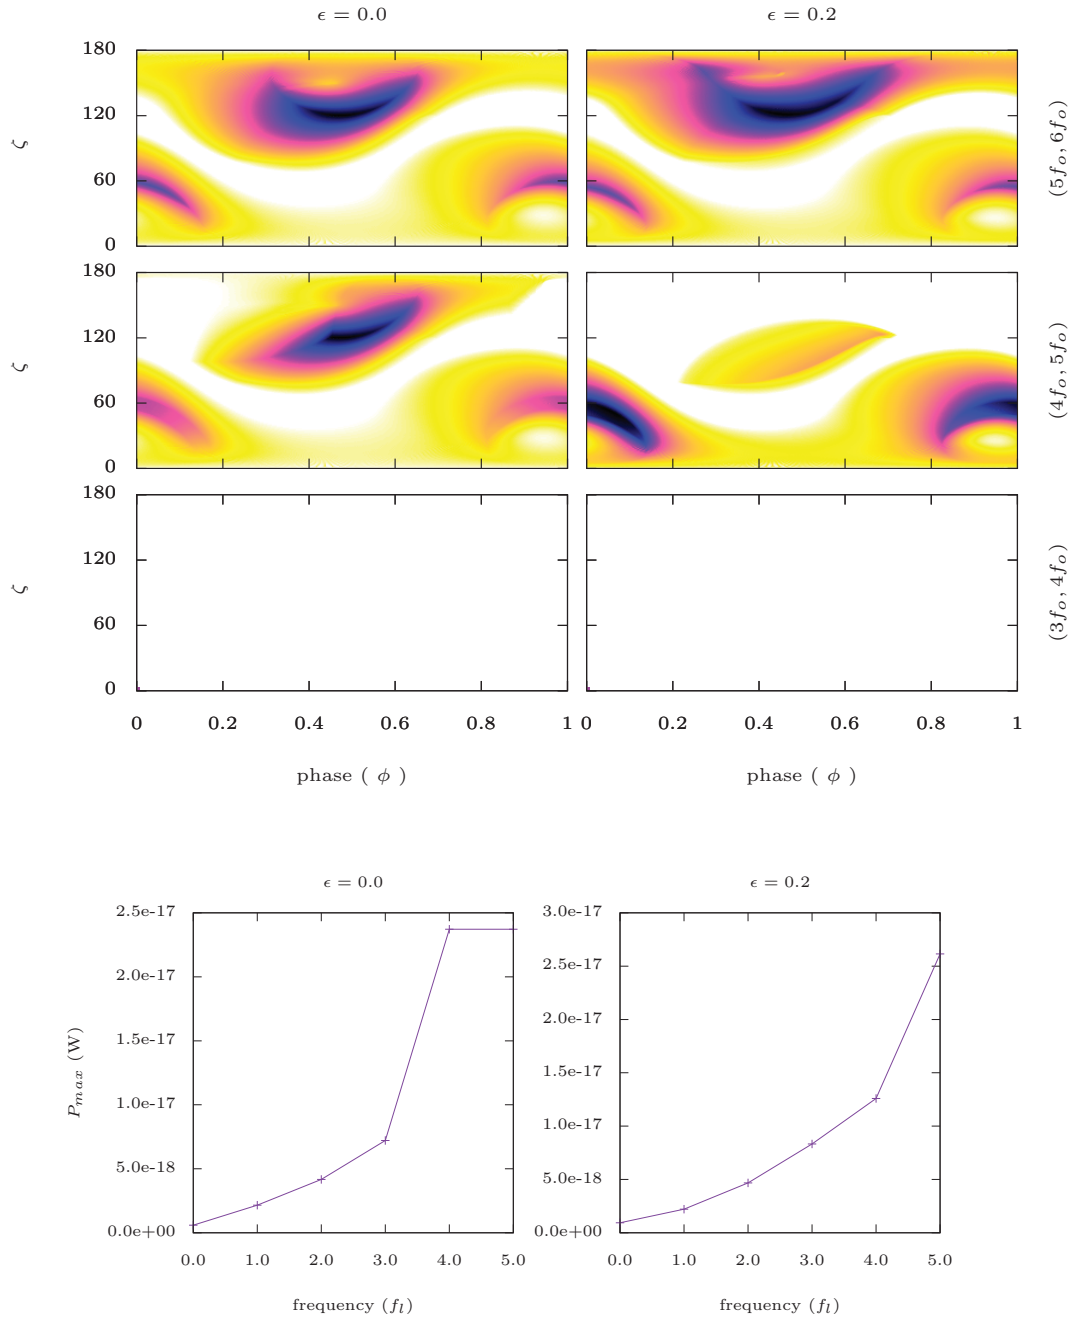 ϵ = 0.0
ϵ = 0.2
180
120
60
0
ζ
(5f_o, 6f_o)
180
120
60
0
ζ
(4f_o, 5f_o)
180
120
60
0
ζ
(3f_o, 4f_o)
0 0.2 0.4 0.6 0.8 1
0 0.2 0.4 0.6 0.8 1
phase ( ϕ )
phase ( ϕ )
ϵ = 0.0
2.5e-17
2.0e-17
1.5e-17
1.0e-17
5.0e-18
0.0e+00
P_max (W)
0.0 1.0 2.0 3.0 4.0 5.0
frequency (f_l)
ϵ = 0.2
3.0e-17
2.5e-17
2.0e-17
1.5e-17
1.0e-17
5.0e-18
0.0e+00
0.0 1.0 2.0 3.0 4.0 5.0
frequency (f_l)